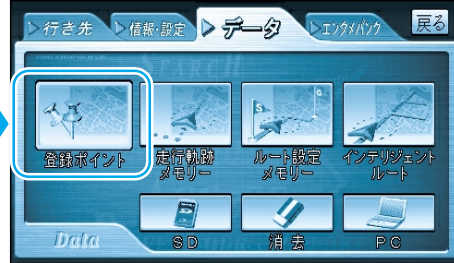 行き先 情報・設定 データ エンタメバンク 戻る
SEARCH
登録ポイント 走行軌跡 ルート設定 インテリジェント
メモリー メモリー ルート
Data SD 消去 PC